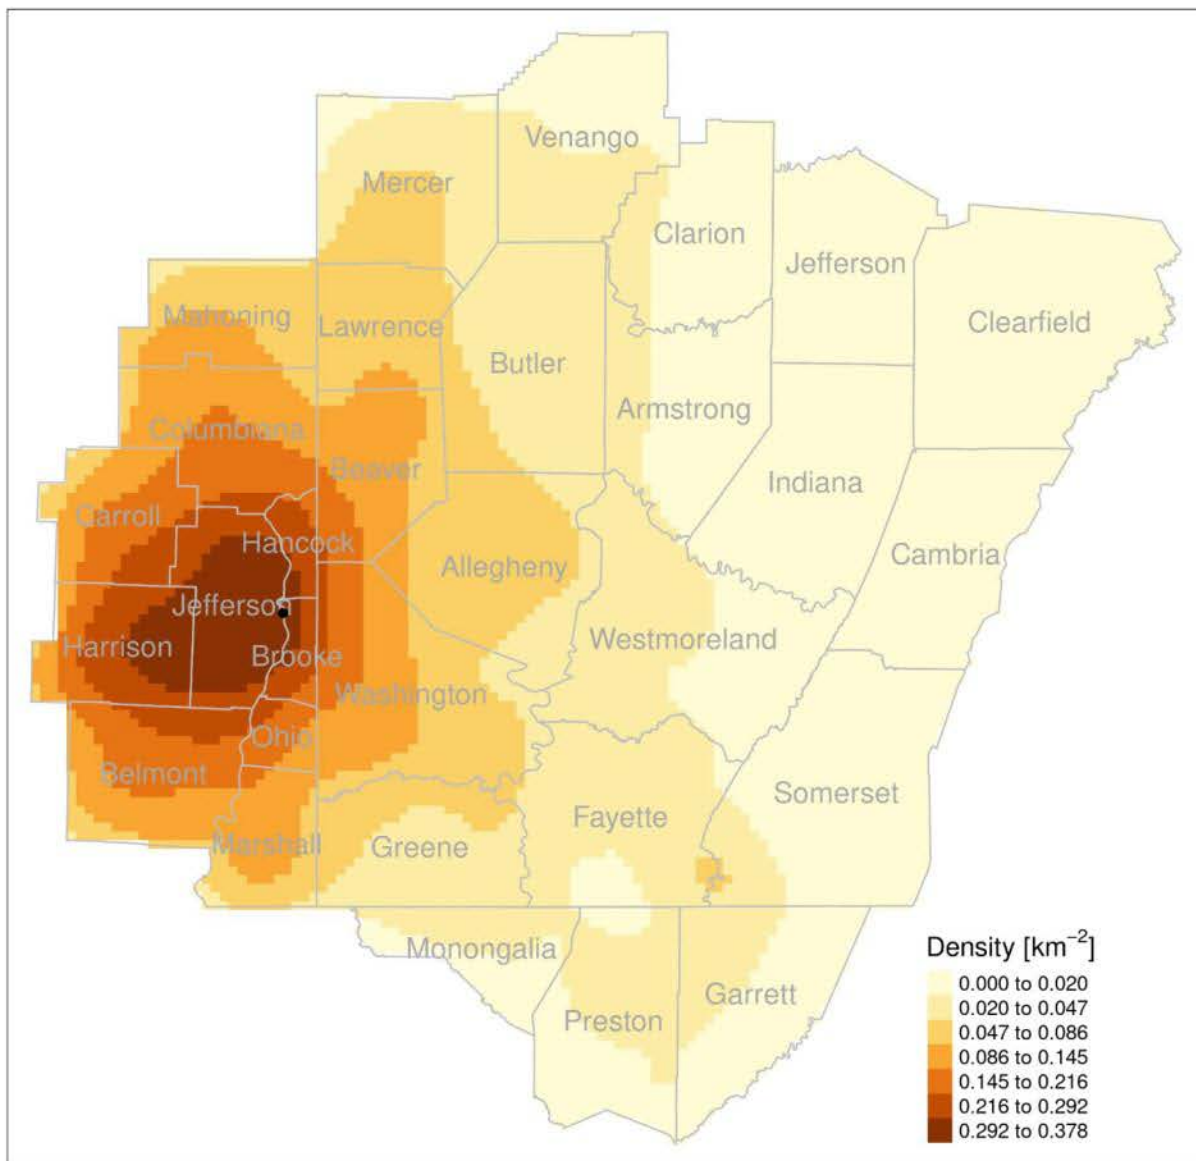 Venango
Mercer
Clarion
Jefferson
Mahoning
Lawrence
Clearfield
Butler
Armstrong
Columbiana
Beaver
Indiana
Carroll
Hancock
Cambria
Allegheny
Jefferson
Harrison
Westmoreland
Brooke
Washington
Ohio
Belmont
Somerset
Fayette
Marshall
Greene
Monongalia
Garrett
Preston
Density [km⁻²]
0.000 to 0.020
0.020 to 0.047
0.047 to 0.086
0.086 to 0.145
0.145 to 0.216
0.216 to 0.292
0.292 to 0.378